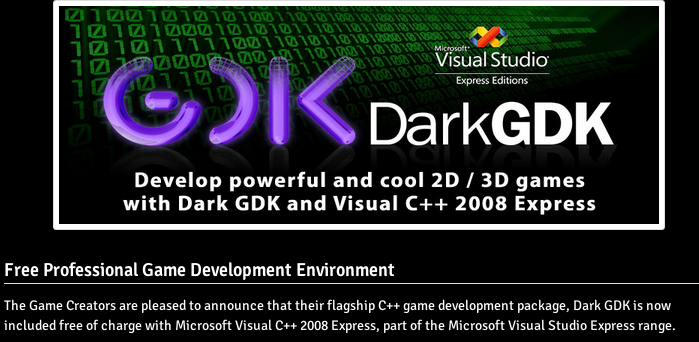 Microsoft®
Visual Studio®
Express Editions
GDK
DarkGDK
Develop powerful and cool 2D / 3D games
with Dark GDK and Visual C++ 2008 Express
Free Professional Game Development Environment
The Game Creators are pleased to announce that their flagship C++ game development package, Dark GDK is now
included free of charge with Microsoft Visual C++ 2008 Express, part of the Microsoft Visual Studio Express range.